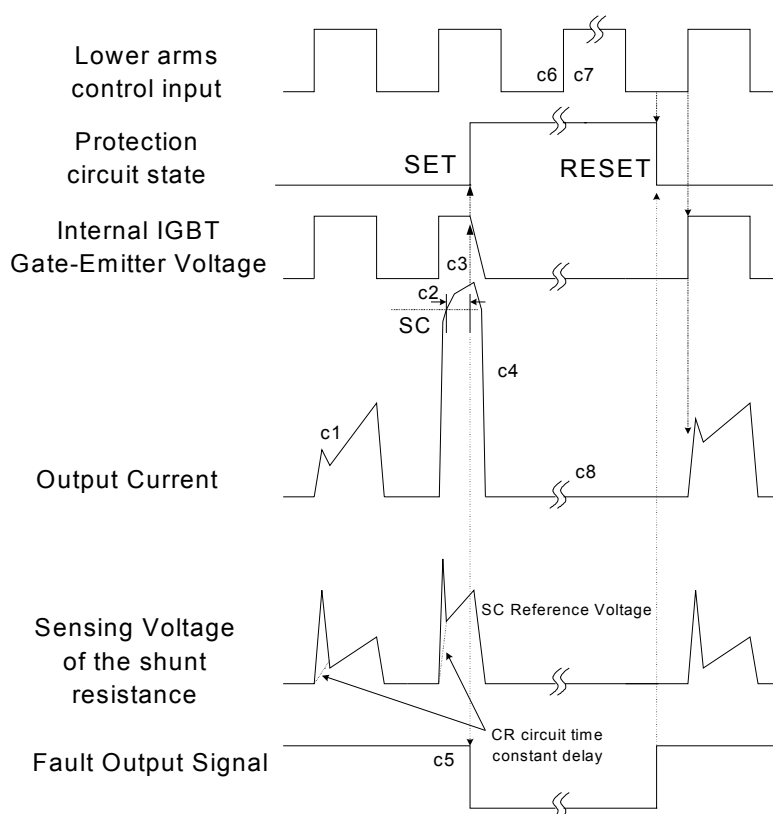 Lower arms
control input
c6 c7
Protection
circuit state
SET
RESET
Internal IGBT
Gate-Emitter Voltage
c3
c2
SC
c4
c1
Output Current
c8
SC Reference Voltage
Sensing Voltage
of the shunt
resistance
CR circuit time
constant delay
Fault Output Signal
c5